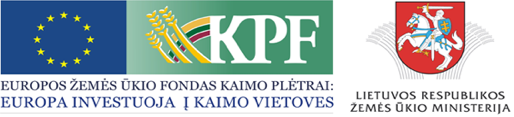 KPF
EUROPOS ŽEMĖS ŪKIO FONDAS KAIMO PLĖTRAI:
EUROPA INVESTUOJA Į KAIMO VIETOVES
LIETUVOS RESPUBLIKOS
ŽEMĖS ŪKIO MINISTERIJA